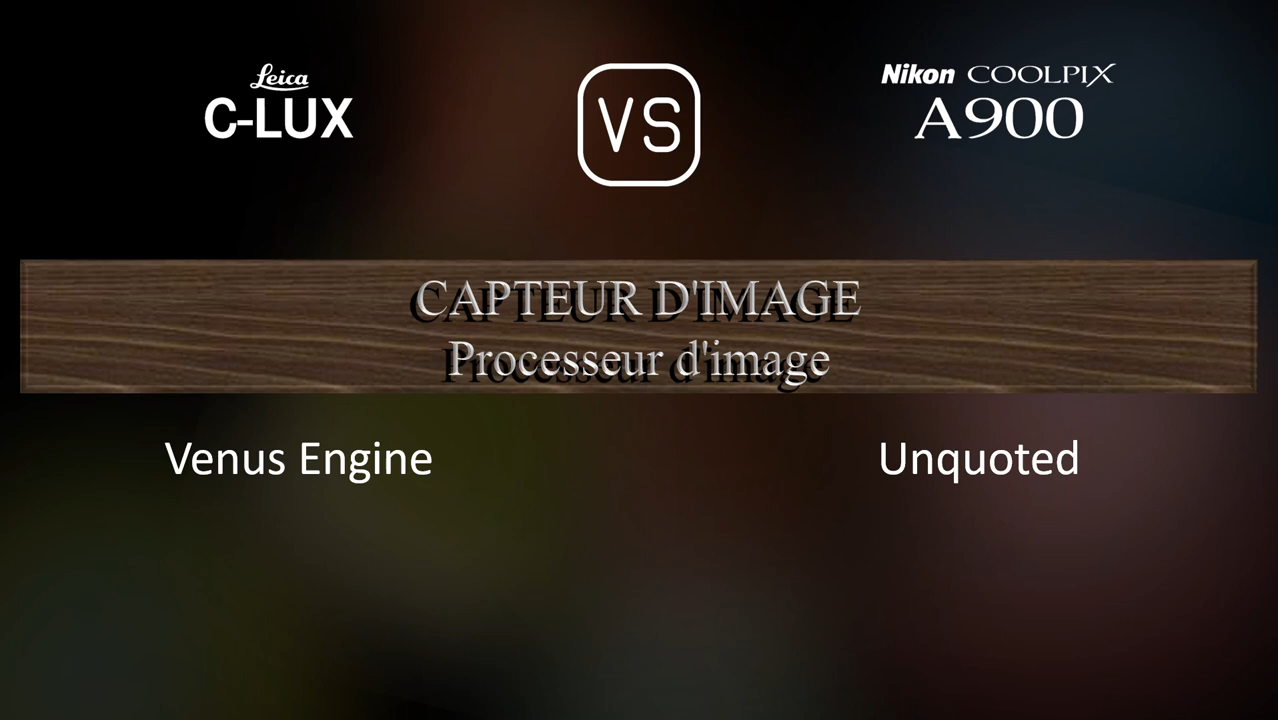 Leica
C-LUX
VS
Nikon COOLPIX
A900
CAPTEUR D'IMAGE
Processeur d'image
Venus Engine
Unquoted